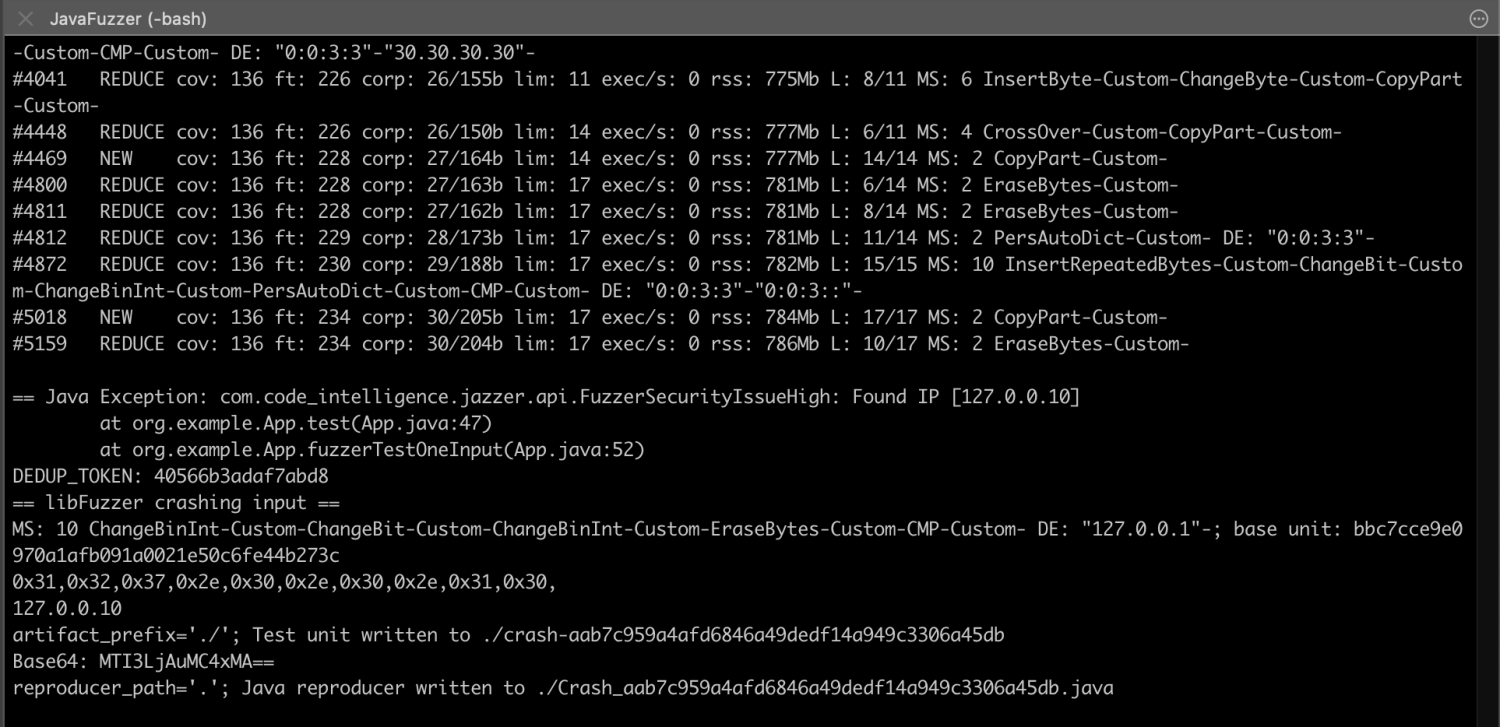 JavaFuzzer (-bash)
-Custom-CMP-Custom- DE: "0:0:3:3"-"30.30.30.30"-
#4041   REDUCE cov: 136 ft: 226 corp: 26/155b lim: 11 exec/s: 0 rss: 775Mb L: 8/11 MS: 6 InsertByte-Custom-ChangeByte-Custom-CopyPart
-Custom-
#4448   REDUCE cov: 136 ft: 226 corp: 26/150b lim: 14 exec/s: 0 rss: 777Mb L: 6/11 MS: 4 CrossOver-Custom-CopyPart-Custom-
#4469   NEW    cov: 136 ft: 228 corp: 27/164b lim: 14 exec/s: 0 rss: 777Mb L: 14/14 MS: 2 CopyPart-Custom-
#4800   REDUCE cov: 136 ft: 228 corp: 27/163b lim: 17 exec/s: 0 rss: 781Mb L: 6/14 MS: 2 EraseBytes-Custom-
#4811   REDUCE cov: 136 ft: 228 corp: 27/162b lim: 17 exec/s: 0 rss: 781Mb L: 8/14 MS: 2 EraseBytes-Custom-
#4812   REDUCE cov: 136 ft: 229 corp: 28/173b lim: 17 exec/s: 0 rss: 781Mb L: 11/14 MS: 2 PersAutoDict-Custom- DE: "0:0:3:3"-
#4872   REDUCE cov: 136 ft: 230 corp: 29/188b lim: 17 exec/s: 0 rss: 782Mb L: 15/15 MS: 10 InsertRepeatedBytes-Custom-ChangeBit-Custo
m-ChangeBinInt-Custom-PersAutoDict-Custom-CMP-Custom- DE: "0:0:3:3"-"0:0:3::"-
#5018   NEW    cov: 136 ft: 234 corp: 30/205b lim: 17 exec/s: 0 rss: 784Mb L: 17/17 MS: 2 CopyPart-Custom-
#5159   REDUCE cov: 136 ft: 234 corp: 30/204b lim: 17 exec/s: 0 rss: 786Mb L: 10/17 MS: 2 EraseBytes-Custom-
== Java Exception: com.code_intelligence.jazzer.api.FuzzerSecurityIssueHigh: Found IP [127.0.0.10]
        at org.example.App.test(App.java:47)
        at org.example.App.fuzzerTestOneInput(App.java:52)
DEDUP_TOKEN: 40566b3adaf7abd8
== libFuzzer crashing input ==
MS: 10 ChangeBinInt-Custom-ChangeBit-Custom-ChangeBinInt-Custom-EraseBytes-Custom-CMP-Custom- DE: "127.0.0.1"-; base unit: bbc7cce9e0
970a1afb091a0021e50c6fe44b273c
0x31,0x32,0x37,0x2e,0x30,0x2e,0x30,0x2e,0x31,0x30,
127.0.0.10
artifact_prefix='./'; Test unit written to ./crash-aab7c959a4afd6846a49dedf14a949c3306a45db
Base64: MTI3LjAuMC4xMA==
reproducer_path='.'; Java reproducer written to ./Crash_aab7c959a4afd6846a49dedf14a949c3306a45db.java